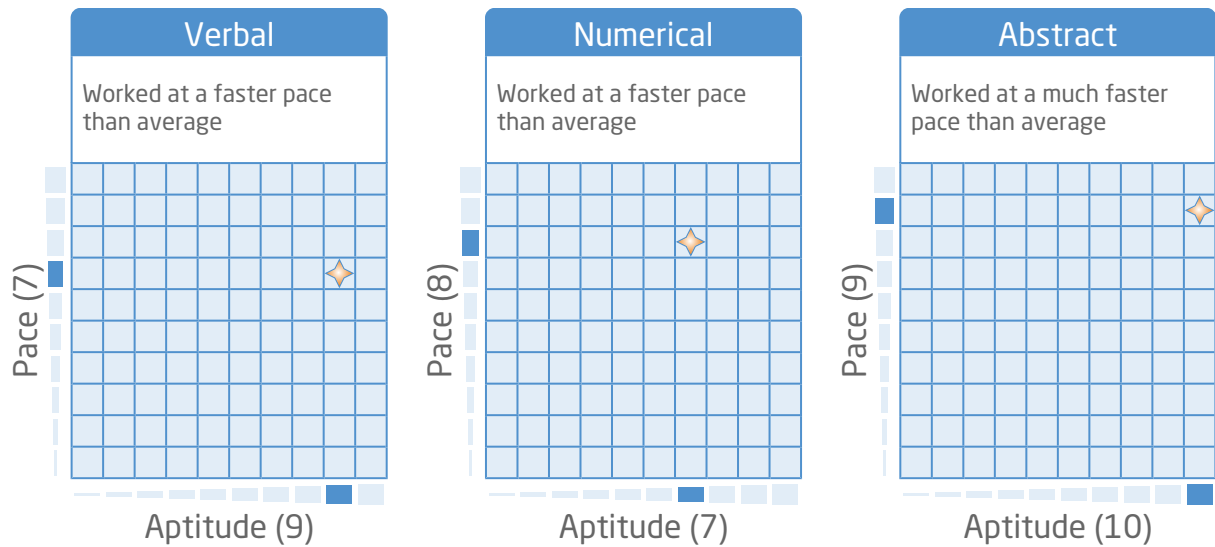 Verbal
Worked at a faster pace
than average
Pace (7)
Aptitude (9)
Numerical
Worked at a faster pace
than average
Pace (8)
Aptitude (7)
Abstract
Worked at a much faster
pace than average
Pace (9)
Aptitude (10)